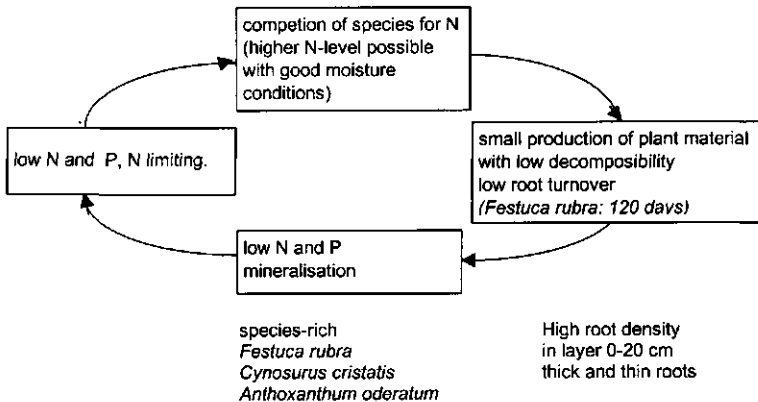 competion of species for N
(higher N-level possible
with good moisture
conditions)
low N and P, N limiting.
small production of plant material
with low decomposibility
low root turnover
(Festuca rubra: 120 days)
low N and P
mineralisation
species-rich
Festuca rubra
Cynosurus cristatis
Anthoxanthum oderatum
High root density
in layer 0-20 cm
thick and thin roots